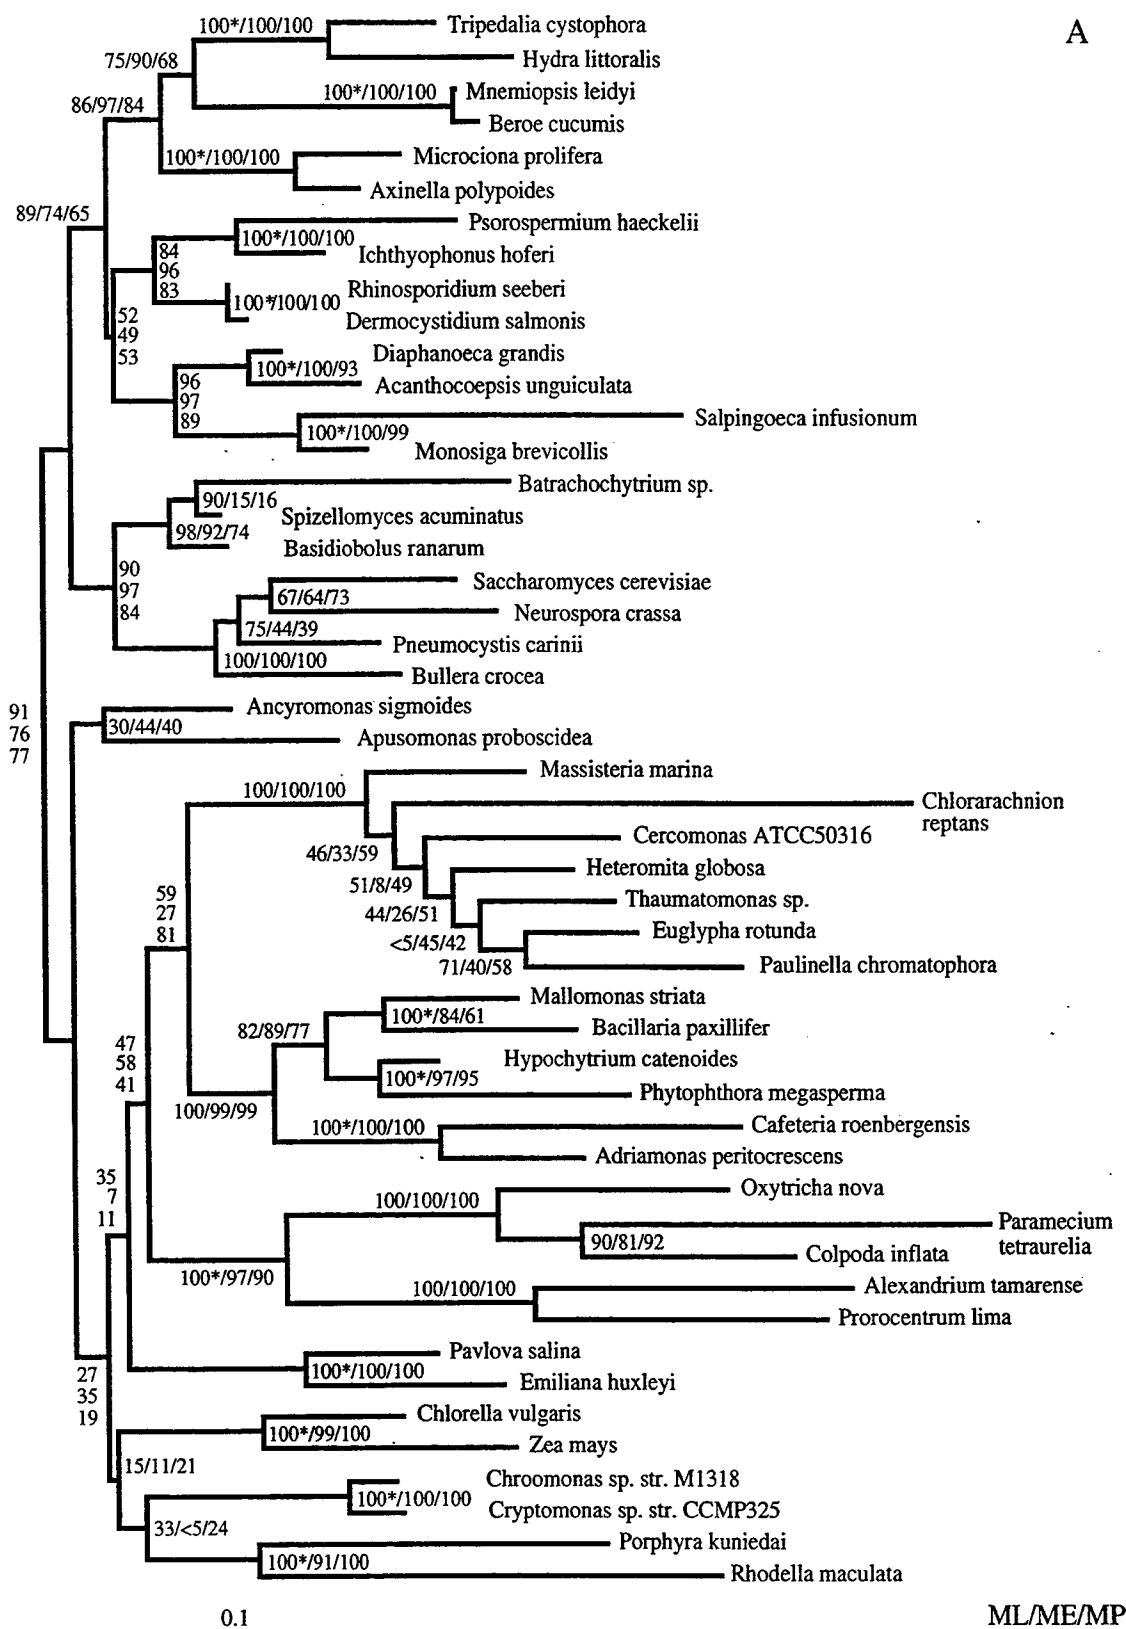 A
100*/100/100
Tripedalia cystophora
Hydra littoralis
75/90/68
100*/100/100
Mnemiopsis leidyi
Beroe cucumis
86/97/84
100*/100/100
Microciona prolifera
Axinella polypoides
89/74/65
Psorospermium haeckelii
100*/100/100
Ichthyophonus hoferi
84
96
83
Rhinosporidium seeberi
100*/100/100
Dermocystidium salmonis
52
49
53
Diaphanoeca grandis
100*/100/93
Acanthocoepsis unguiculata
96
97
89
Salpingoeca infusionum
100*/100/99
Monosiga brevicollis
Batrachochytrium sp.
90/15/16
Spizellomyces acuminatus
98/92/74
Basidiobolus ranarum
90
97
84
Saccharomyces cerevisiae
67/64/73
Neurospora crassa
75/44/39
Pneumocystis carinii
100/100/100
Bullera crocea
91
76
77
Ancyromonas sigmoides
30/44/40
Apusomonas proboscidea
Massisteria marina
100/100/100
Chlorarachnion
reptans
Cercomonas ATCC50316
46/33/59
Heteromita globosa
51/8/49
Thaumatomonas sp.
44/26/51
Euglypha rotunda
<5/45/42
Paulinella chromatophora
71/40/58
59
27
81
Mallomonas striata
100*/84/61
Bacillaria paxillifer
82/89/77
Hypochytrium catenoides
100*/97/95
Phytophthora megasperma
47
58
41
100/99/99
100*/100/100
Cafeteria roenbergensis
Adriamonas peritocrescens
35
7
11
Oxytricha nova
100/100/100
Paramecium
tetraurelia
90/81/92
Colpoda inflata
100*/97/90
100/100/100
Alexandrium tamarense
Prorocentrum lima
Pavlova salina
100*/100/100
Emiliana huxleyi
27
35
19
Chlorella vulgaris
100*/99/100
Zea mays
15/11/21
Chroomonas sp. str. M1318
100*/100/100
Cryptomonas sp. str. CCMP325
33/<5/24
Porphyra kuniedai
100*/91/100
Rhodella maculata
0.1
ML/ME/MP